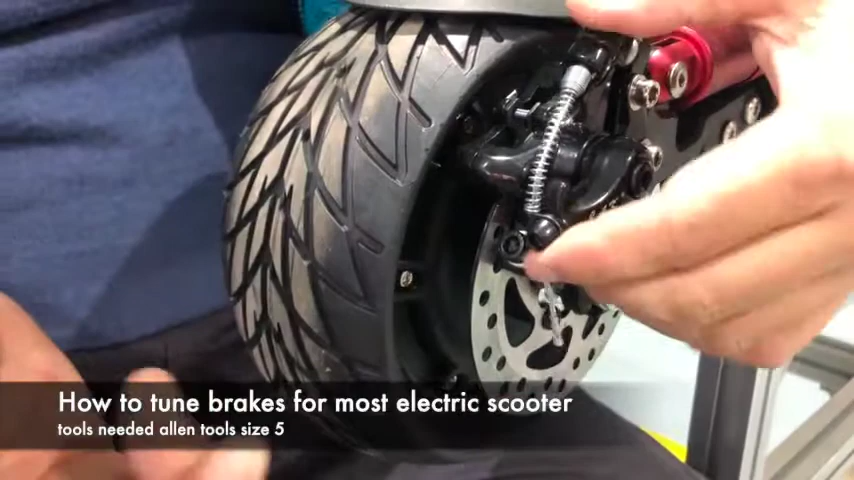 How to tune brakes for most electric scooter
tools needed allen tools size 5